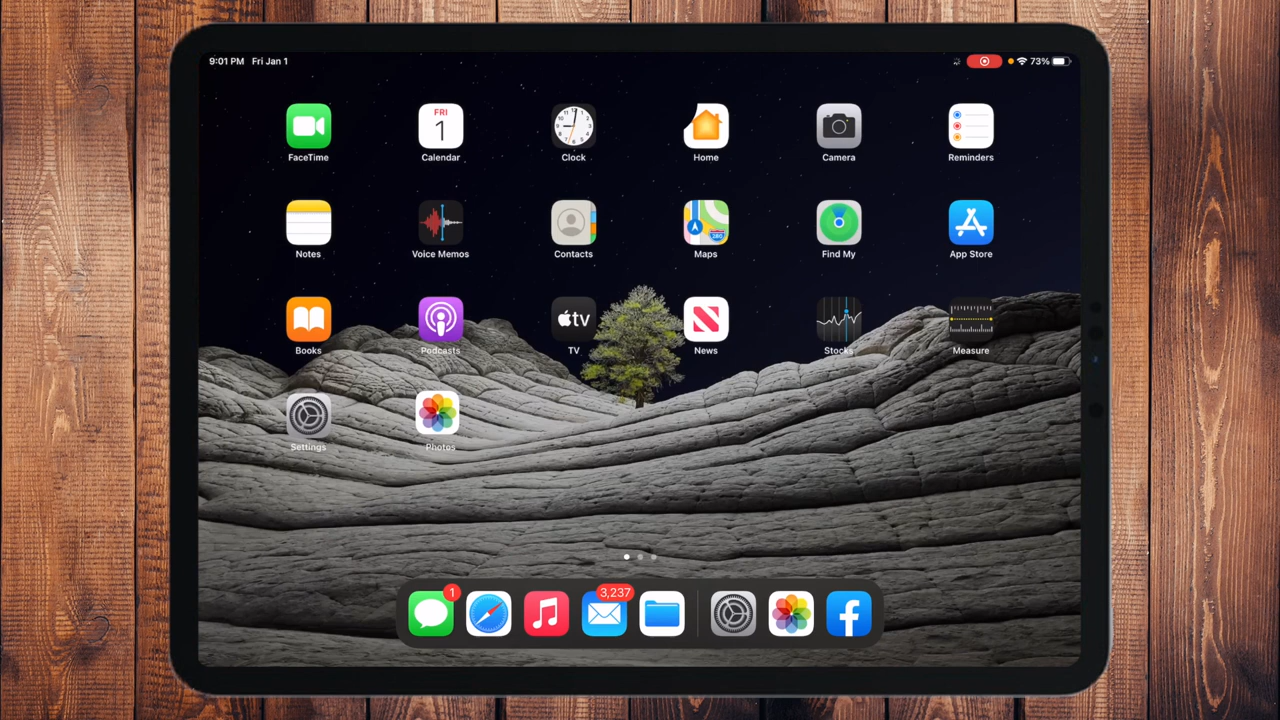 9:01 PM Fri Jan 1
73%
FRI
1
FaceTime Calendar Clock Home Camera Reminders
280
Notes Voice Memos Contacts Maps Find My App Store
tv
Books Podcasts TV News Stocks Measure
Settings Photos
1 3,237
f